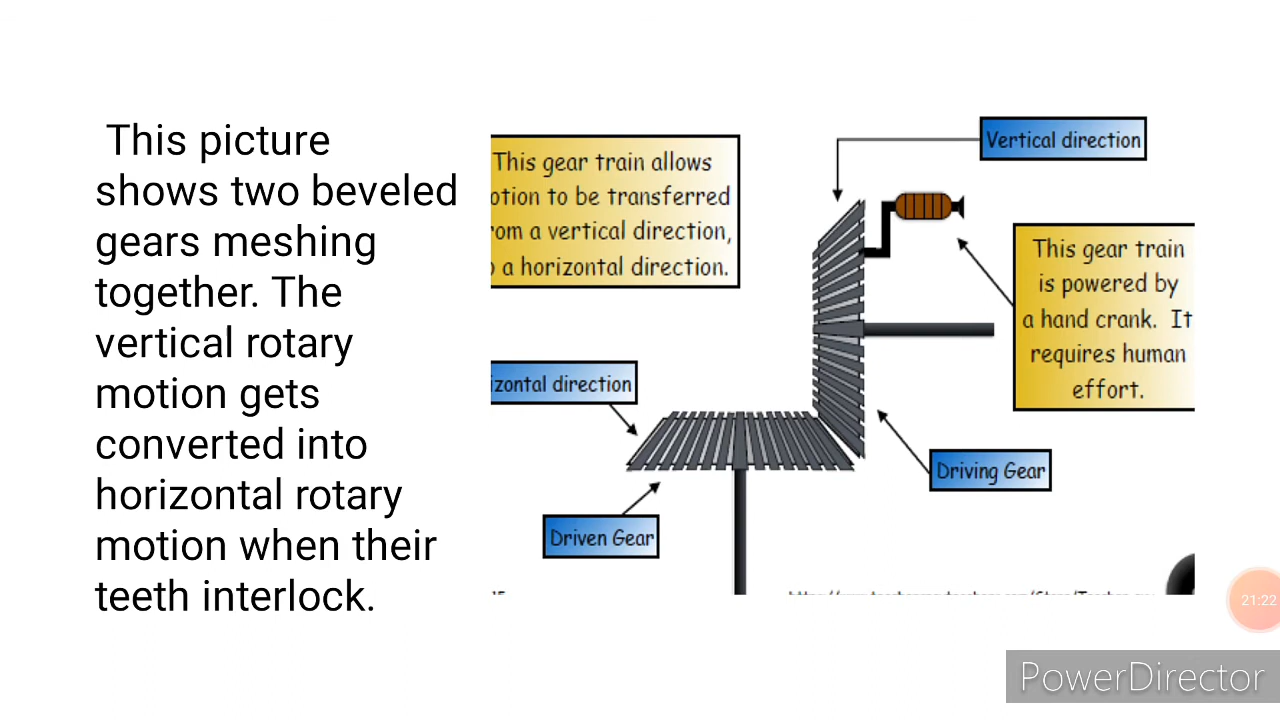 This picture
shows two beveled
gears meshing
together. The
vertical rotary
motion gets
converted into
horizontal rotary
motion when their
teeth interlock.
This gear train allows
otion to be transferred
rom a vertical direction,
a horizontal direction.
Vertical direction
This gear train
is powered by
a hand crank. It
requires human
effort.
izontal direction
Driving Gear
Driven Gear
21:22
PowerDirector